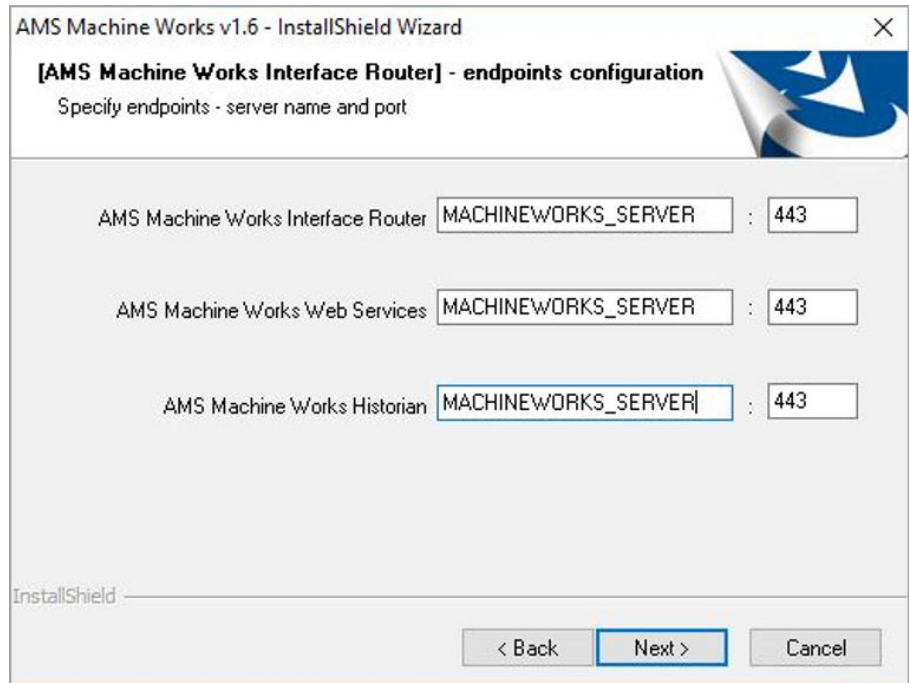 AMS Machine Works v1.6 - InstallShield Wizard
[AMS Machine Works Interface Router] - endpoints configuration
Specify endpoints - server name and port
AMS Machine Works Interface Router MACHINEWORKS_SERVER : 443
AMS Machine Works Web Services MACHINEWORKS_SERVER : 443
AMS Machine Works Historian MACHINEWORKS_SERVER : 443
InstallShield
< Back Next > Cancel